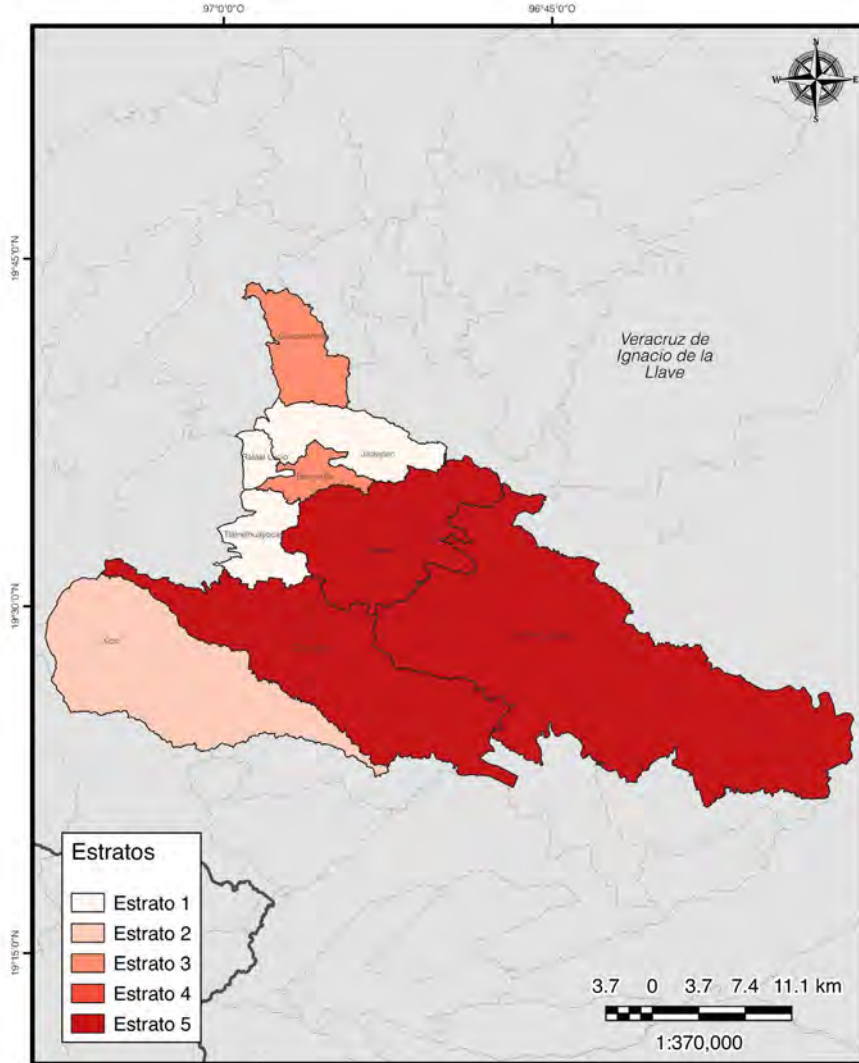 97°0'0"O
96°45'0"O
N
W
E
S
19°45'0"N
Veracruz de
Ignacio de la
Llave
Rafael Lucio
Jilotepec
Banderilla
Tlalnelhuayocan
19°30'0"N
Xico
Estratos
Estrato 1
Estrato 2
Estrato 3
Estrato 4
Estrato 5
19°15'0"N
3.7 0 3.7 7.4 11.1 km
1:370,000